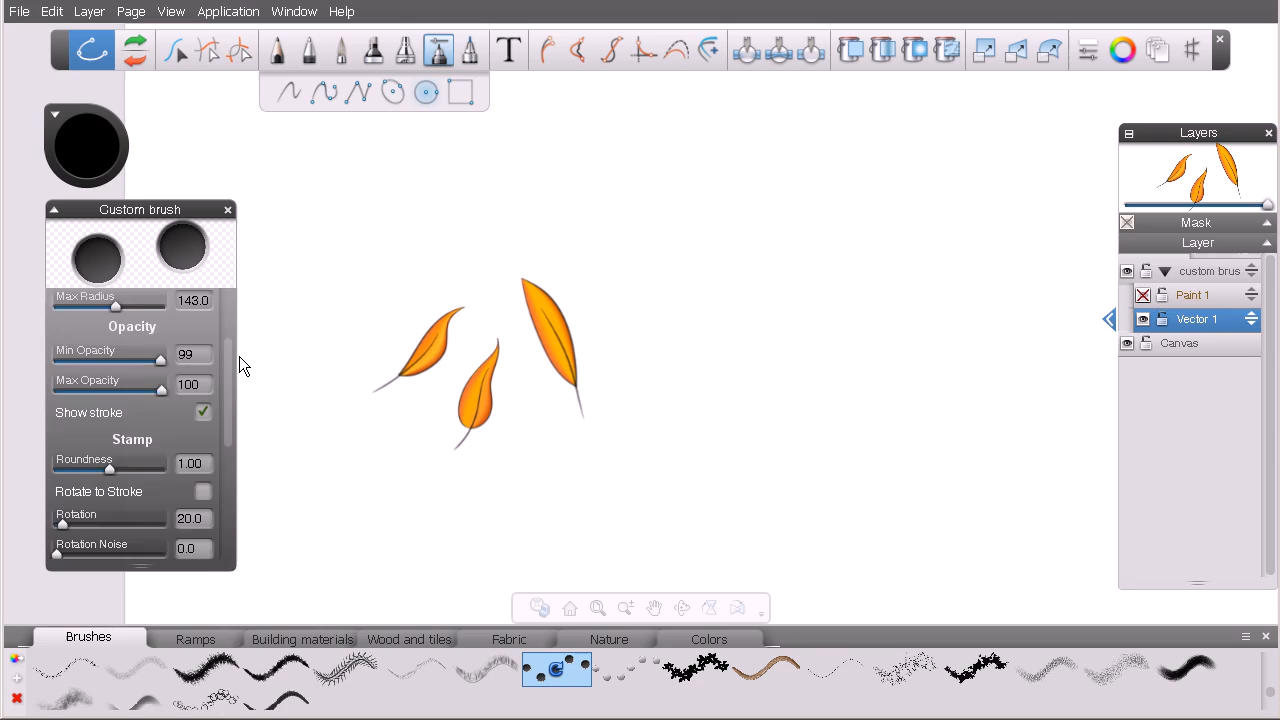 File Edit Layer Page View Application Window Help
T
Custom brush
Max Radius 143.0
Opacity
Min Opacity 99
Max Opacity 100
Show stroke
Stamp
Roundness 1.00
Rotate to Stroke
Rotation 20.0
Rotation Noise 0.0
Layers
Mask
Layer
custom brus
Paint 1
Vector 1
Canvas
Brushes Ramps Building materials Wood and tiles Fabric Nature Colors